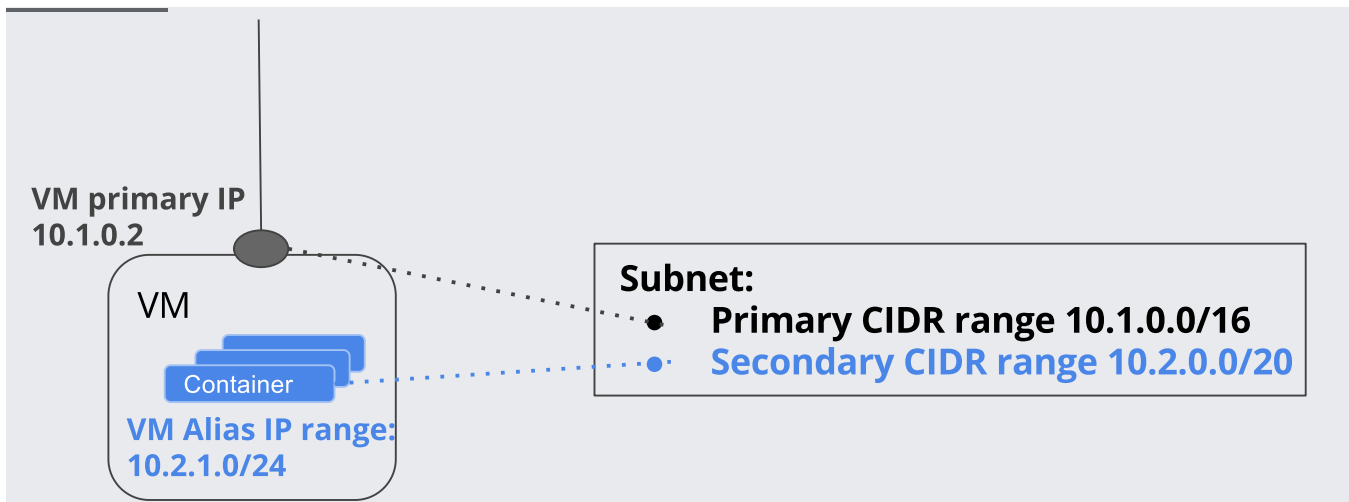 VM primary IP
10.1.0.2
VM
Container
VM Alias IP range:
10.2.1.0/24
Subnet:
Primary CIDR range 10.1.0.0/16
Secondary CIDR range 10.2.0.0/20